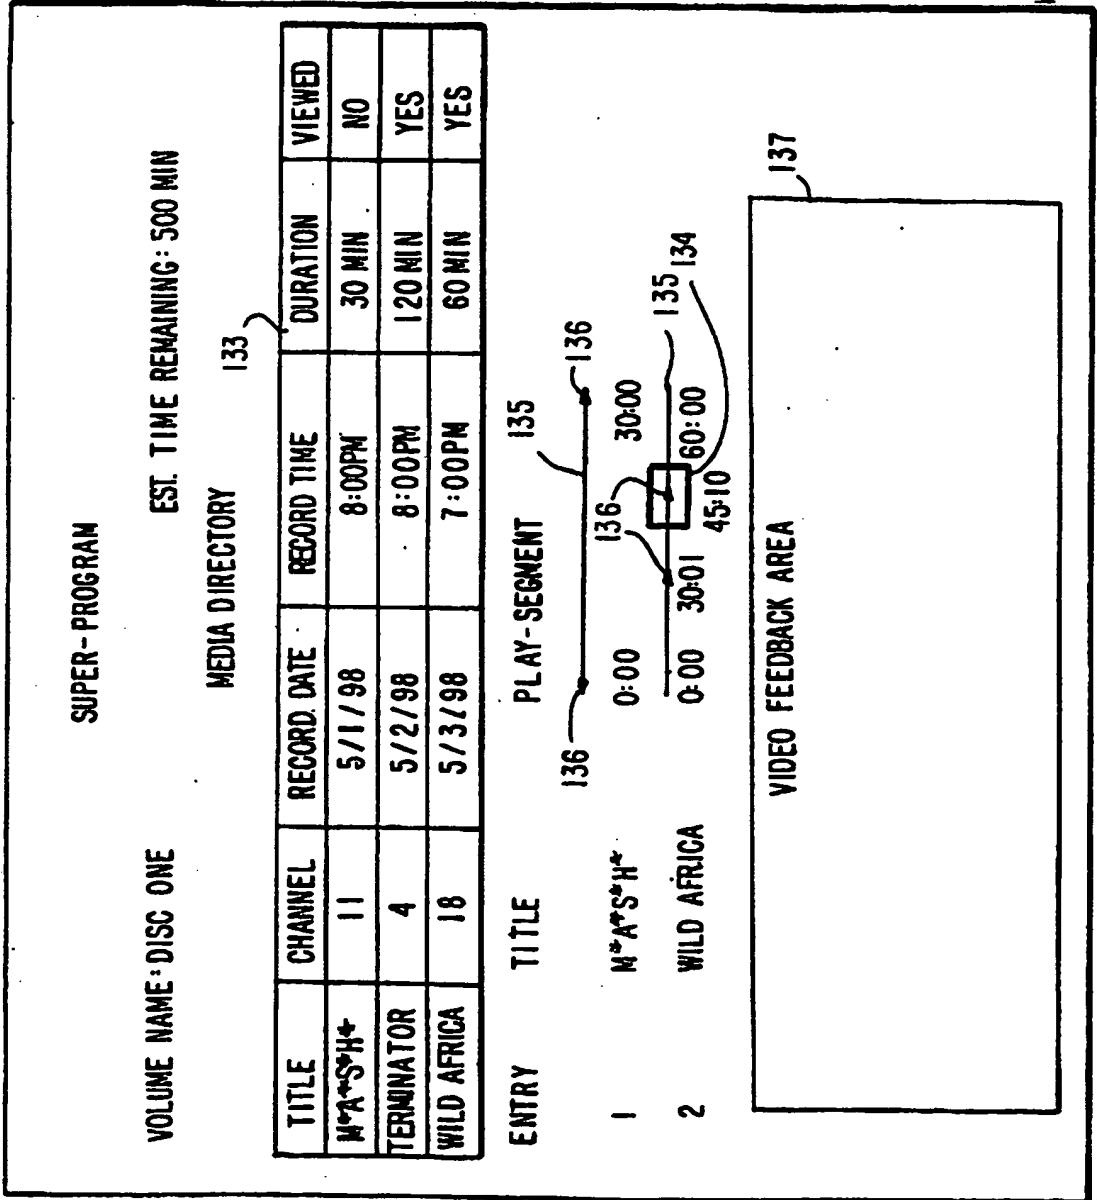 SUPER-PROGRAM
VOLUME NAME: DISC ONE EST. TIME REMAINING: 500 MIN
MEDIA DIRECTORY
133
TITLE CHANNEL RECORD. DATE RECORD TIME DURATION VIEWED
M*A*S*H* 11 5/1/98 8:00PM 30 MIN NO
TERMINATOR 4 5/2/98 8:00PM 120 MIN YES
WILD AFRICA 18 5/3/98 7:00PM 60 MIN YES
ENTRY TITLE PLAY-SEGMENT 135
136 136
1 M*A*S*H* 0:00 30:00
136 135 134
2 WILD AFRICA 0:00 30:01 45:10 60:00
137
VIDEO FEEDBACK AREA